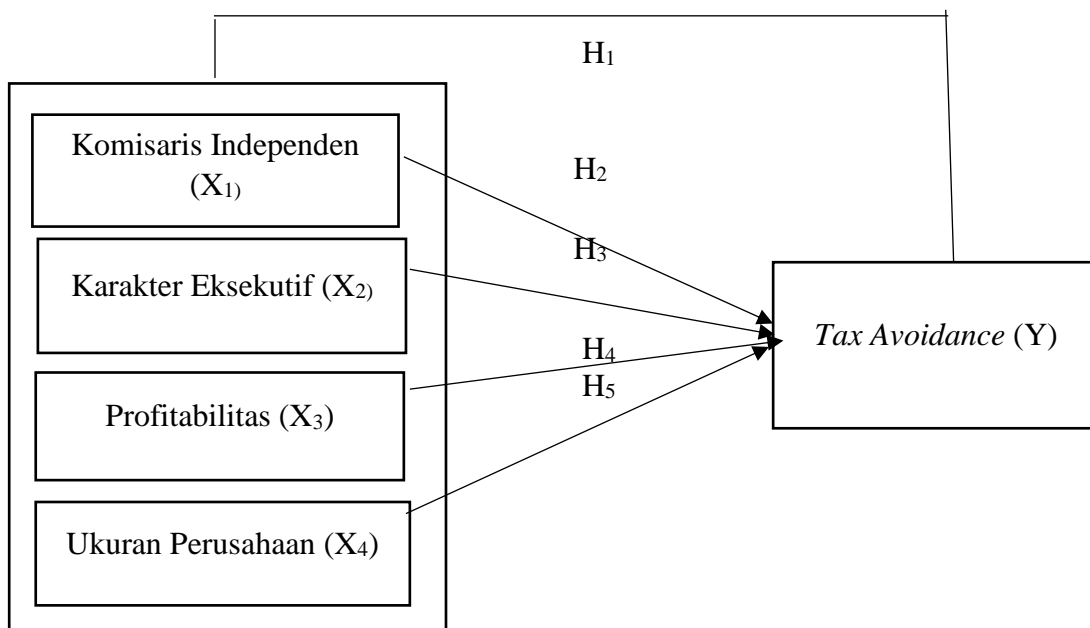 H1
Komisaris Independen
(X1)
H2
H3
Karakter Eksekutif (X2)
Tax Avoidance (Y)
H4
H5
Profitabilitas (X3)
Ukuran Perusahaan (X4)